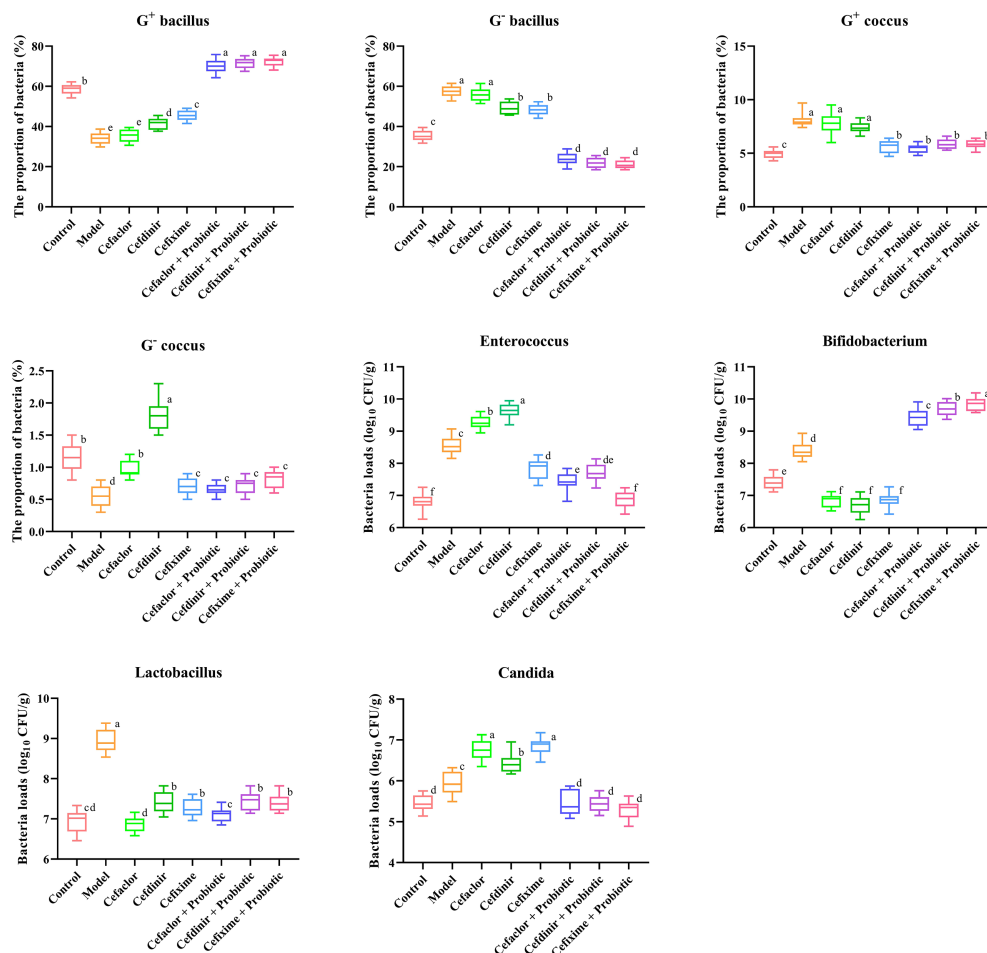 G⁺ bacillus
The proportion of bacteria (%)
80
60
40
20
0
b
e
e
d
c
a
a
a
Control
Model
Cefaclor
Cefdinir
Cefixime
Cefaclor + Probiotic
Cefdinir + Probiotic
Cefixime + Probiotic
G⁻ bacillus
The proportion of bacteria (%)
80
60
40
20
0
c
a
a
b
b
d
d
d
Control
Model
Cefaclor
Cefdinir
Cefixime
Cefaclor + Probiotic
Cefdinir + Probiotic
Cefixime + Probiotic
G⁺ coccus
The proportion of bacteria (%)
15
10
5
0
c
a
a
a
b
b
b
b
Control
Model
Cefaclor
Cefdinir
Cefixime
Cefaclor + Probiotic
Cefdinir + Probiotic
Cefixime + Probiotic
G⁻ coccus
The proportion of bacteria (%)
2.5
2.0
1.5
1.0
0.5
0.0
b
d
b
a
c
c
c
c
Control
Model
Cefaclor
Cefdinir
Cefixime
Cefaclor + Probiotic
Cefdinir + Probiotic
Cefixime + Probiotic
Enterococcus
Bacteria loads (log₁₀ CFU/g)
11
10
9
8
7
6
f
c
b
a
d
e
de
f
Control
Model
Cefaclor
Cefdinir
Cefixime
Cefaclor + Probiotic
Cefdinir + Probiotic
Cefixime + Probiotic
Bifidobacterium
Bacteria loads (log₁₀ CFU/g)
11
10
9
8
7
6
e
d
f
f
f
c
b
a
Control
Model
Cefaclor
Cefdinir
Cefixime
Cefaclor + Probiotic
Cefdinir + Probiotic
Cefixime + Probiotic
Lactobacillus
Bacteria loads (log₁₀ CFU/g)
10
9
8
7
6
cd
a
d
b
b
c
b
b
Control
Model
Cefaclor
Cefdinir
Cefixime
Cefaclor + Probiotic
Cefdinir + Probiotic
Cefixime + Probiotic
Candida
Bacteria loads (log₁₀ CFU/g)
8
7
6
5
4
d
c
a
b
a
d
d
d
Control
Model
Cefaclor
Cefdinir
Cefixime
Cefaclor + Probiotic
Cefdinir + Probiotic
Cefixime + Probiotic